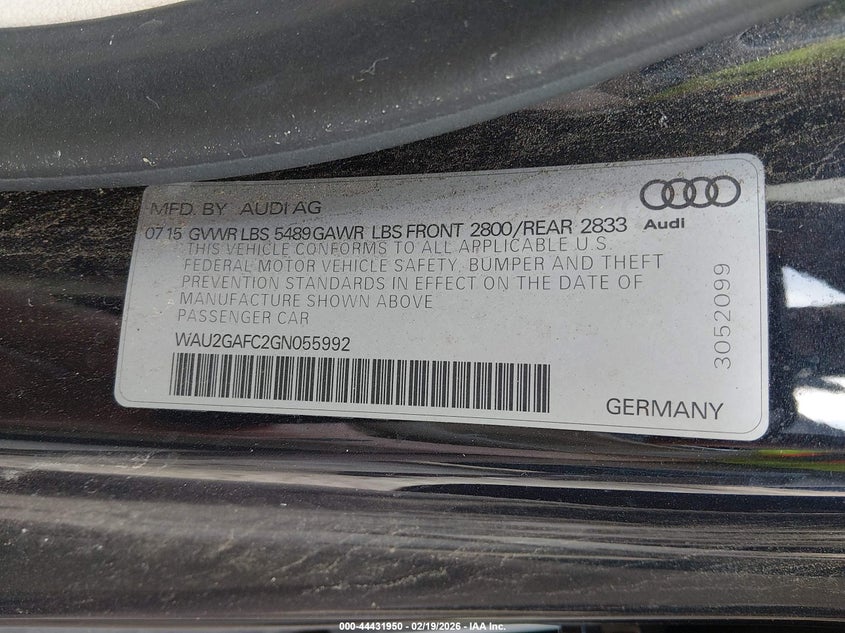 MFD. BY AUDI AG
07 15 GVWR LBS 5489 GAWR LBS FRONT 2800/REAR 2833
Audi
THIS VEHICLE CONFORMS TO ALL APPLICABLE U.S.
FEDERAL MOTOR VEHICLE SAFETY, BUMPER AND THEFT
PREVENTION STANDARDS IN EFFECT ON THE DATE OF
MANUFACTURE SHOWN ABOVE
PASSENGER CAR
WAU2GAFC2GN055992
3052099
GERMANY
000-44431950 - 02/19/2026 - IAA Inc.